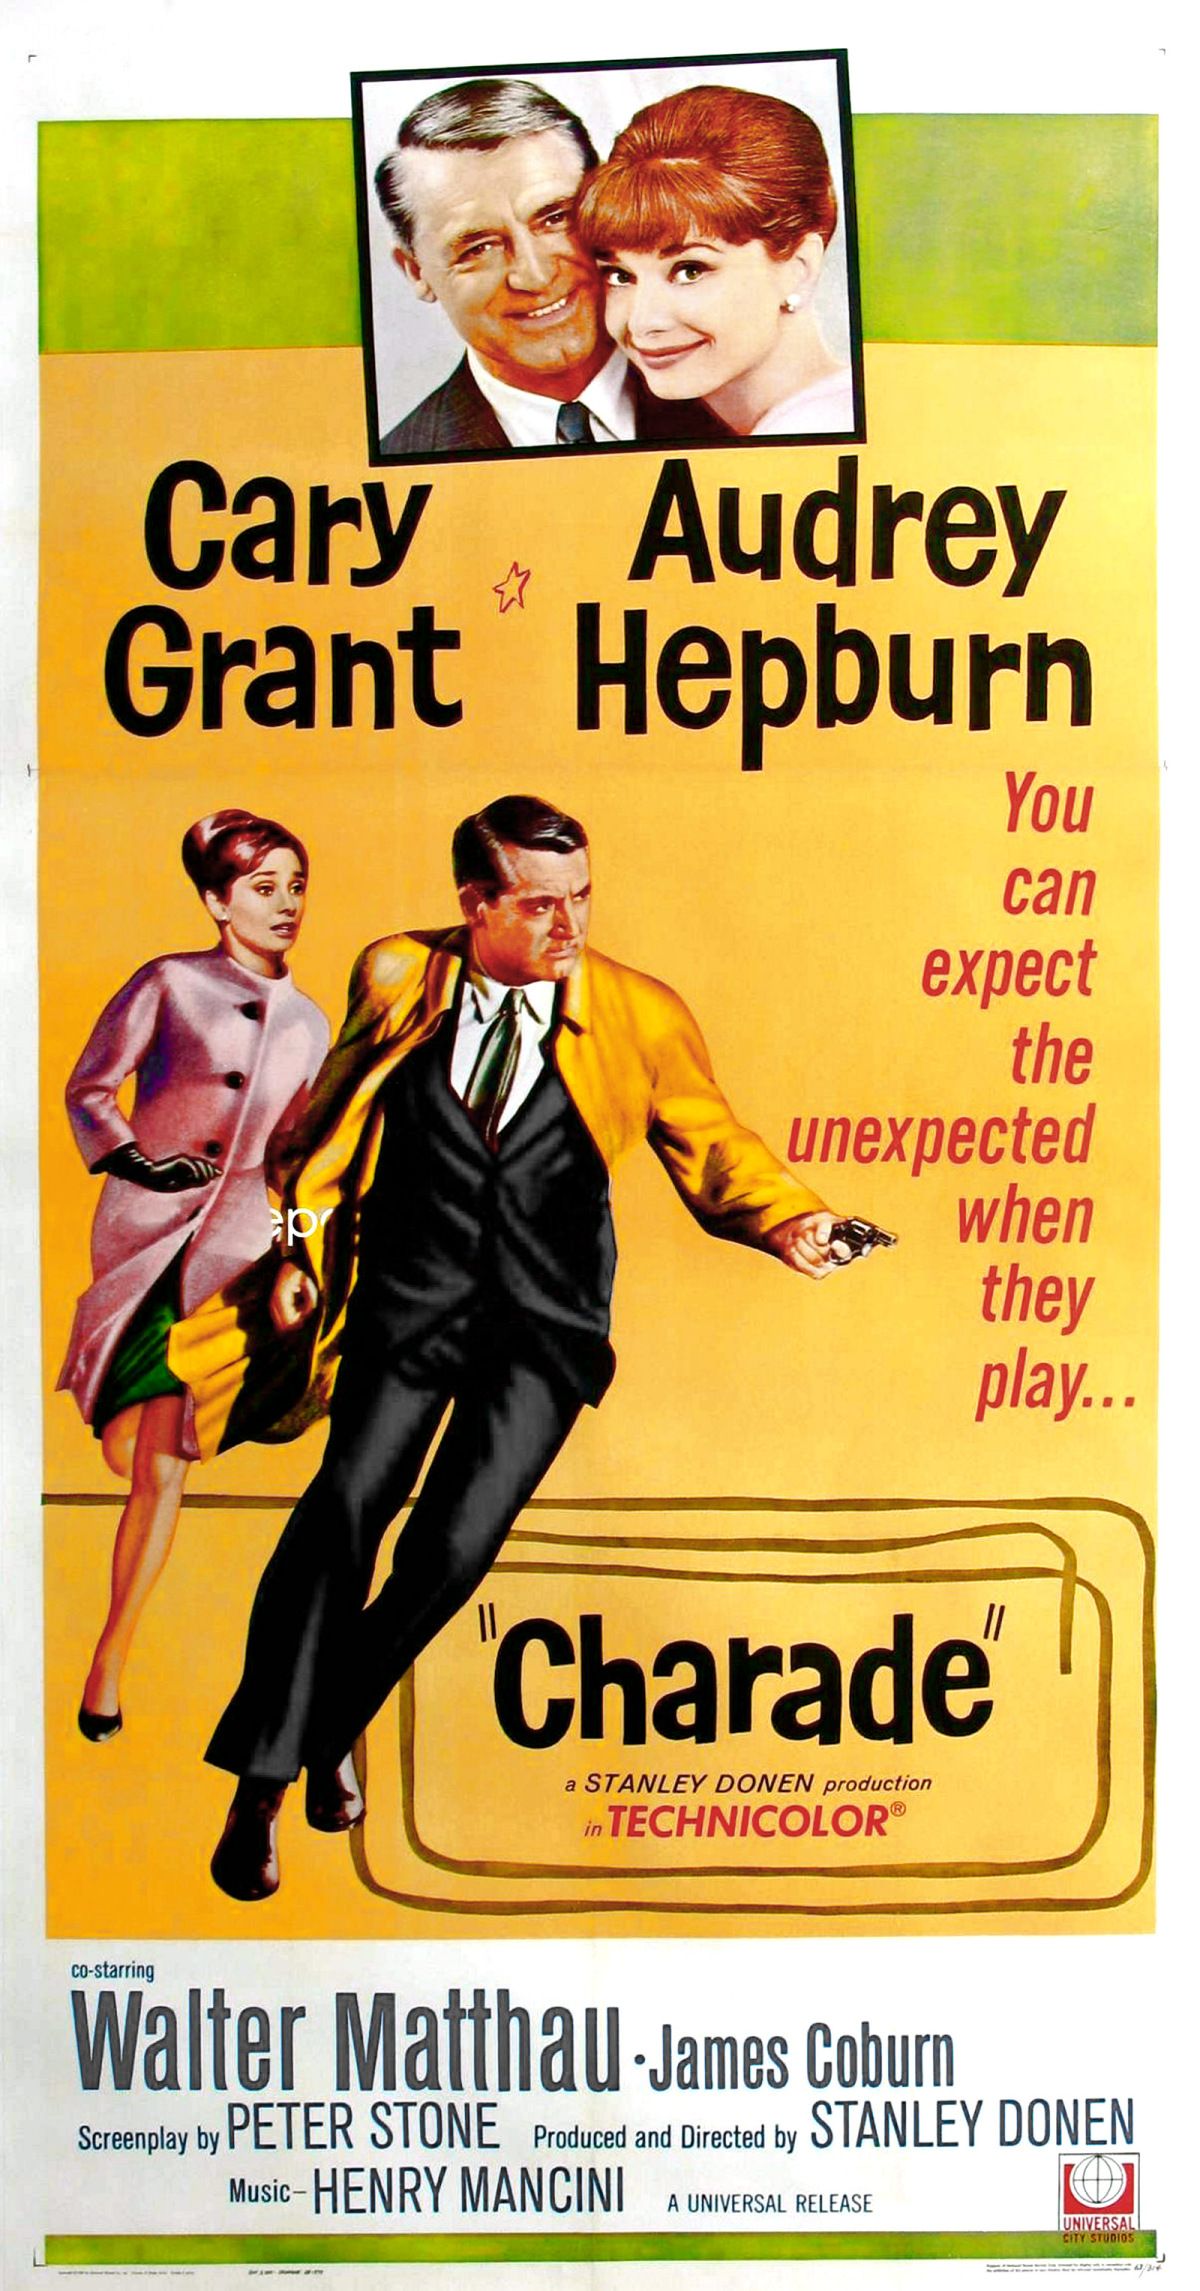 Cary Audrey
Grant Hepburn
You
can
expect
the
unexpected
when
they
play...
"Charade"
a STANLEY DONEN production
in TECHNICOLOR®
co-starring
Walter Matthau · James Coburn
Screenplay by PETER STONE Produced and Directed by STANLEY DONEN
Music–HENRY MANCINI A UNIVERSAL RELEASE
UNIVERSAL
CITY STUDIOS
63/314